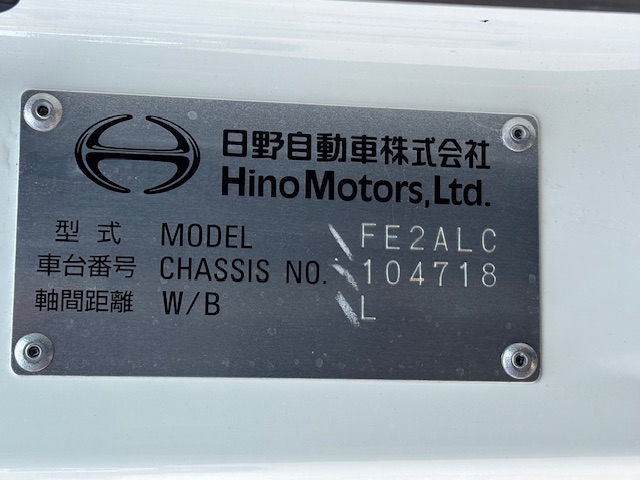 日野自動車株式会社
Hino Motors, Ltd.
型式 MODEL FE2ALC
車台番号 CHASSIS NO. 104718
軸間距離 W/B L